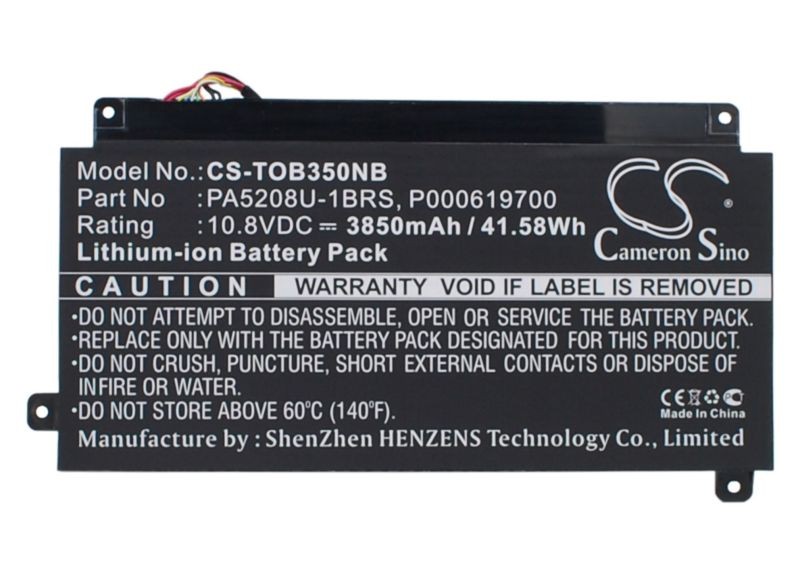 Model No.: CS-TOB350NB
Part No : PA5208U-1BRS, P000619700
Rating : 10.8VDC ⎓ 3850mAh / 41.58Wh
Lithium-ion Battery Pack
CS
Cameron Sino
®
CAUTION WARRANTY VOID IF LABEL IS REMOVED
•DO NOT ATTEMPT TO DISASSEMBLE, OPEN OR SERVICE THE BATTERY PACK.
•REPLACE ONLY WITH THE BATTERY PACK DESIGNATED FOR THIS PRODUCT.
•DO NOT CRUSH, PUNCTURE, SHORT EXTERNAL CONTACTS OR DISPOSE OF
INFIRE OR WATER.
•DO NOT STORE ABOVE 60°C (140°F).
CE
Made In China
Manufacture by : ShenZhen HENZENS Technology Co., Limited